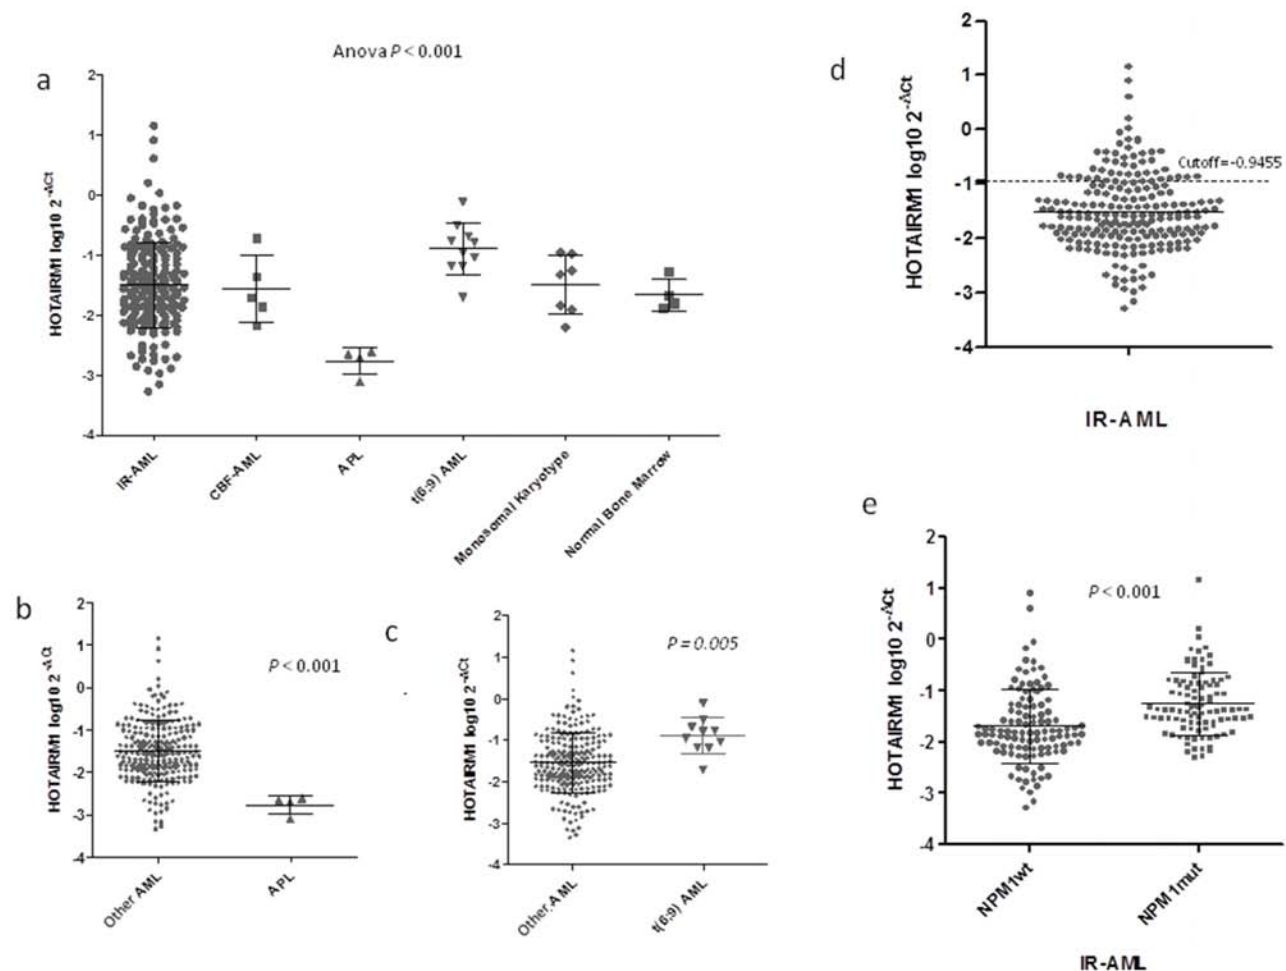 a
Anova P < 0.001
HOTAIRM1 log10 2^-ΔCt
2
1
0
-1
-2
-3
-4
IR-AML
CBF-AML
APL
t(6;9) AML
Monosomal Karyotype
Normal Bone Marrow
b
HOTAIRM1 log10 2^-ΔCt
2
1
0
-1
-2
-3
-4
P < 0.001
Other AML
APL
c
HOTAIRM1 log10 2^-ΔCt
2
1
0
-1
-2
-3
-4
P = 0.005
Other AML
t(6;9) AML
d
HOTAIRM1 log10 2^-ΔCt
2
1
0
-1
-2
-3
-4
Cutoff=-0.9455
IR-AML
e
HOTAIRM1 log10 2^-ΔCt
2
1
0
-1
-2
-3
-4
P < 0.001
NPM1wt
NPM1mut
IR-AML